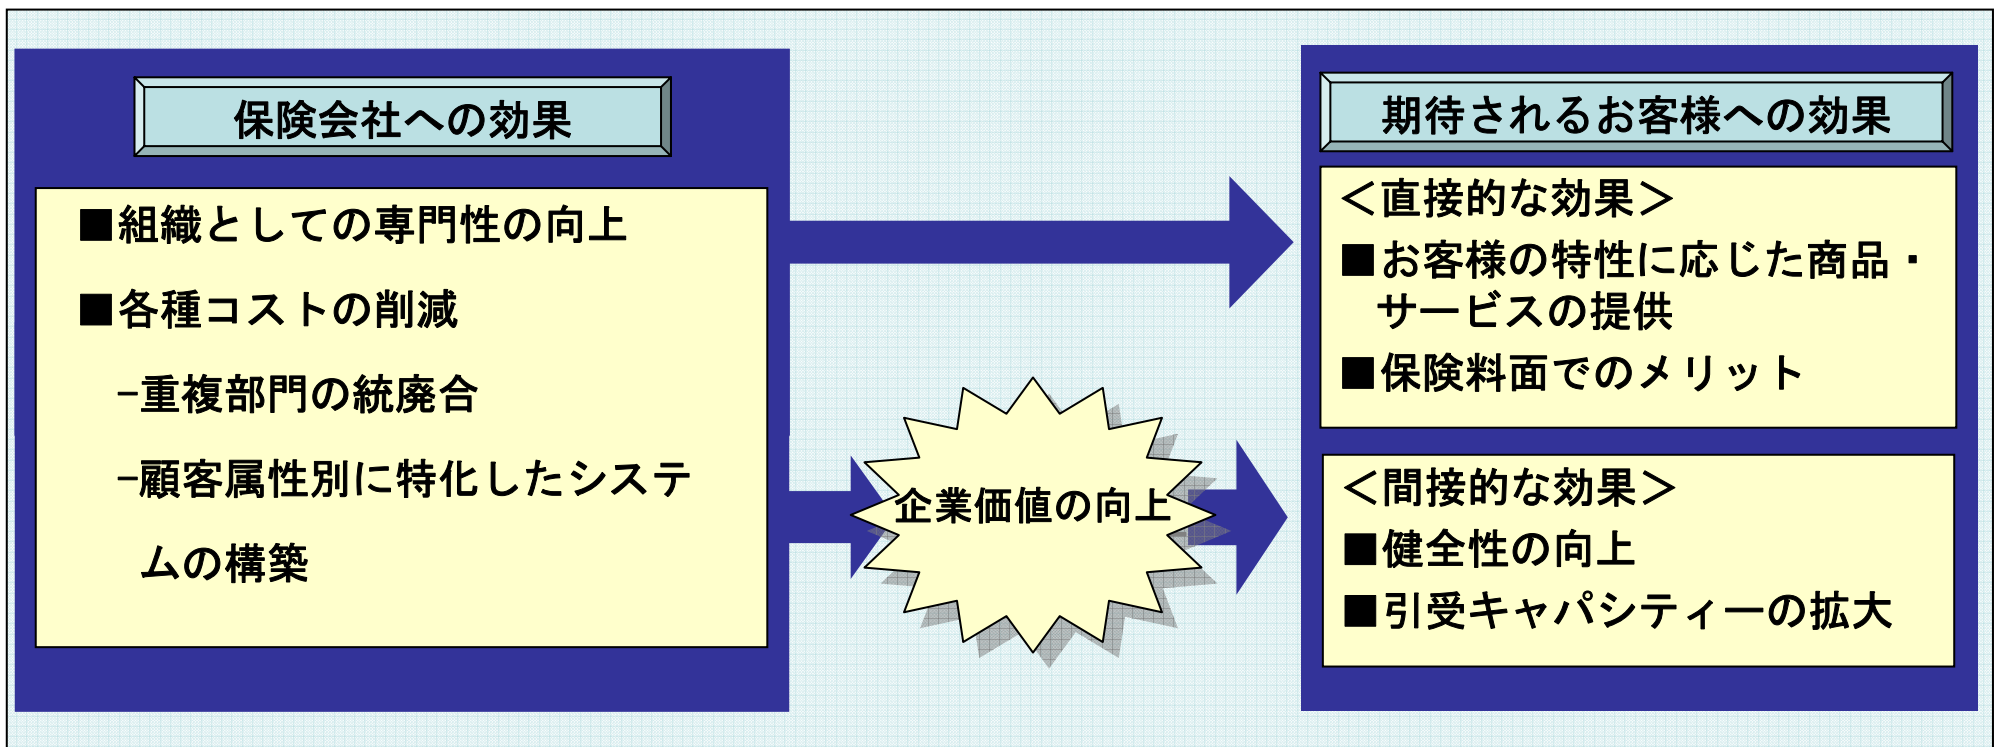 保険会社への効果
■組織としての専門性の向上
■各種コストの削減
−重複部門の統廃合
−顧客属性別に特化したシステ
ムの構築
企業価値の向上
期待されるお客様への効果
＜直接的な効果＞
■お客様の特性に応じた商品・
サービスの提供
■保険料面でのメリット
＜間接的な効果＞
■健全性の向上
■引受キャパシティーの拡大